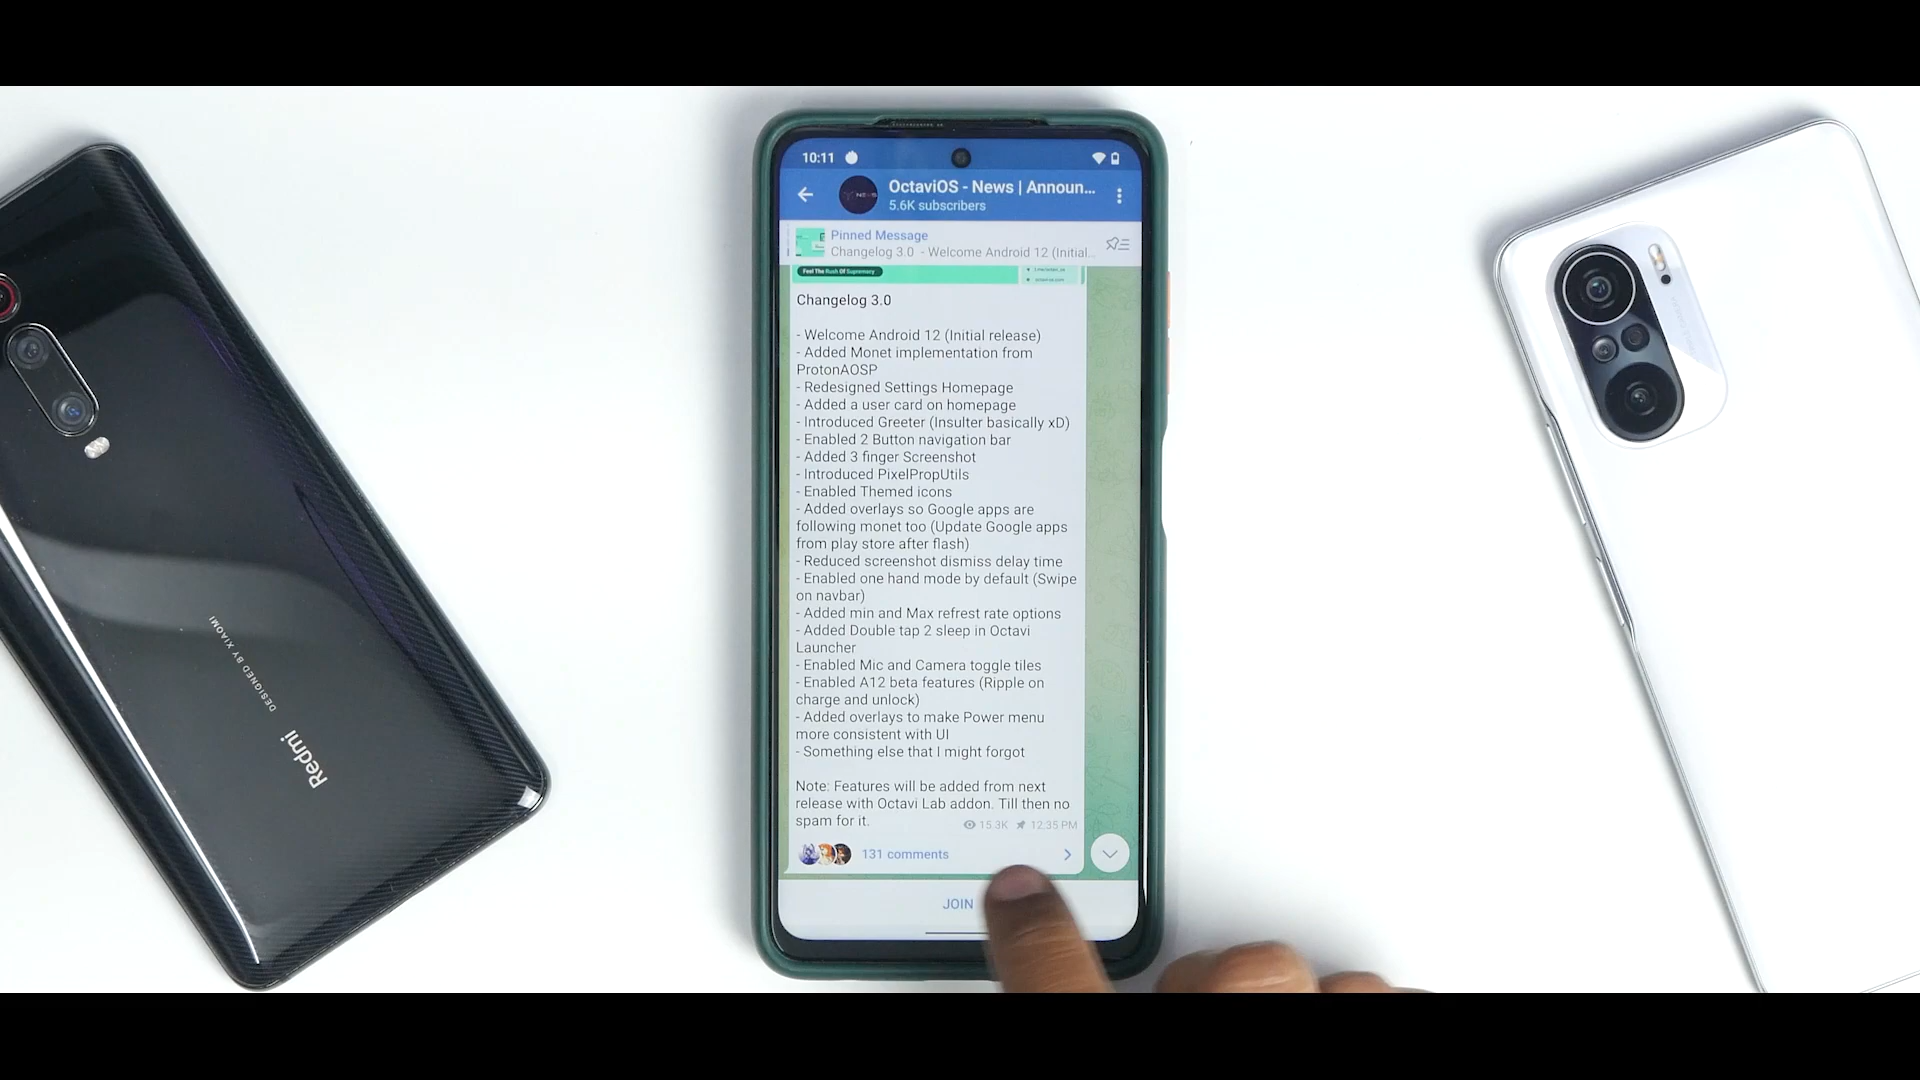 10:11
OctaviOS - News | Announ...
5.6K subscribers
Pinned Message
Changelog 3.0 - Welcome Android 12 (Initial...
Feel The Rush Of Supremacy
Changelog 3.0
- Welcome Android 12 (Initial release)
- Added Monet implementation from
ProtonAOSP
- Redesigned Settings Homepage
- Added a user card on homepage
- Introduced Greeter (Insulter basically xD)
- Enabled 2 Button navigation bar
- Added 3 finger Screenshot
- Introduced PixelPropUtils
- Enabled Themed icons
- Added overlays so Google apps are
following monet too (Update Google apps
from play store after flash)
- Reduced screenshot dismiss delay time
- Enabled one hand mode by default (Swipe
on navbar)
- Added min and Max refrest rate options
- Added Double tap 2 sleep in Octavi
Launcher
- Enabled Mic and Camera toggle tiles
- Enabled A12 beta features (Ripple on
charge and unlock)
- Added overlays to make Power menu
more consistent with UI
- Something else that I might forgot
Note: Features will be added from next
release with Octavi Lab addon. Till then no
spam for it.
15.3K 12:35 PM
131 comments
JOIN
Redmi
DESIGNED BY XIAOMI